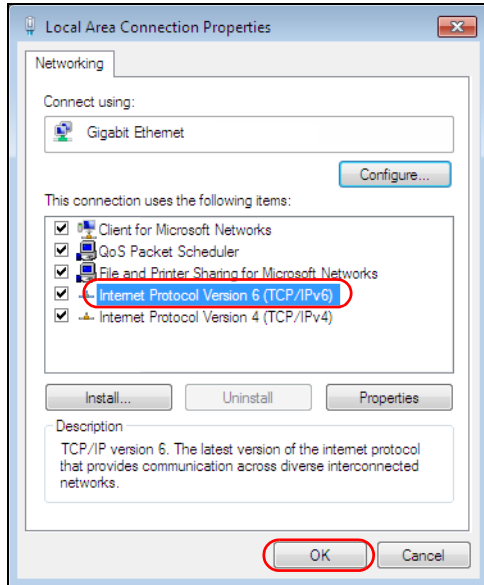 Local Area Connection Properties
Networking
Connect using:
Gigabit Ethernet
Configure...
This connection uses the following items:
Client for Microsoft Networks
QoS Packet Scheduler
File and Printer Sharing for Microsoft Networks
Internet Protocol Version 6 (TCP/IPv6)
Internet Protocol Version 4 (TCP/IPv4)
Install...
Uninstall
Properties
Description
TCP/IP version 6. The latest version of the internet protocol
that provides communication across diverse interconnected
networks.
OK
Cancel